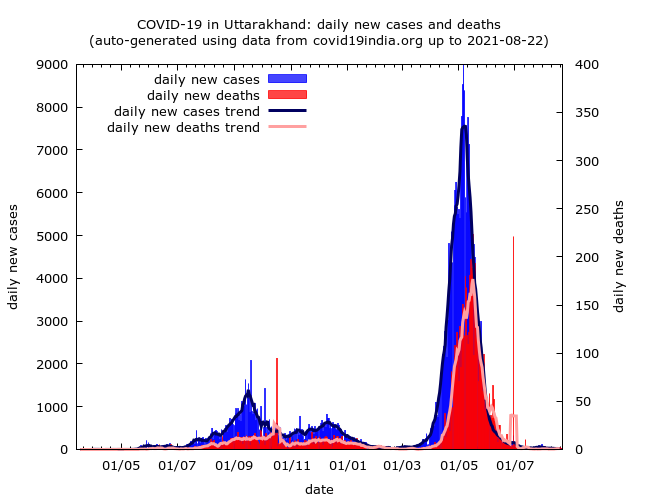 COVID-19 in Uttarakhand: daily new cases and deaths
(auto-generated using data from covid19india.org up to 2021-08-22)
daily new cases
daily new deaths
daily new cases trend
daily new deaths trend
9000
8000
7000
6000
5000
4000
3000
2000
1000
0
daily new cases
400
350
300
250
200
150
100
50
0
daily new deaths
01/05 01/07 01/09 01/11 01/01 01/03 01/05 01/07
date